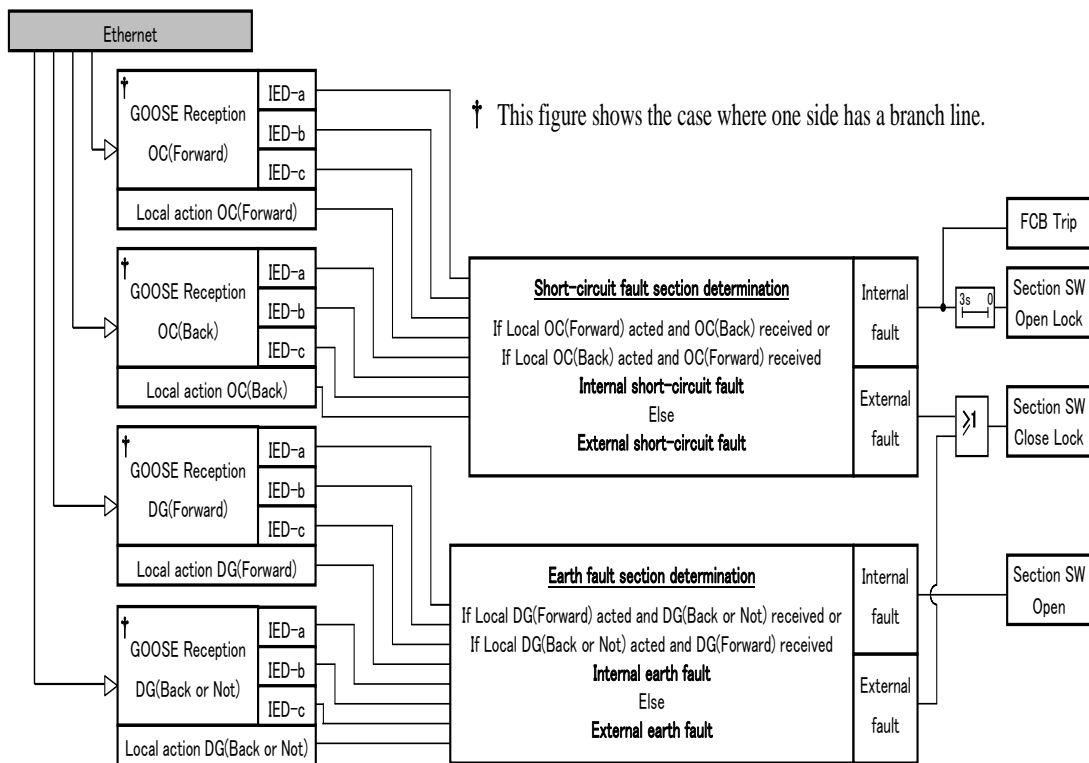 Ethernet
† GOOSE Reception
OC(Forward)
IED-a
IED-b
IED-c
Local action OC(Forward)
† This figure shows the case where one side has a branch line.
† GOOSE Reception
OC(Back)
IED-a
IED-b
IED-c
Local action OC(Back)
† GOOSE Reception
DG(Forward)
IED-a
IED-b
IED-c
Local action DG(Forward)
† GOOSE Reception
DG(Back or Not)
IED-a
IED-b
IED-c
Local action DG(Back or Not)
Short-circuit fault section determination
If Local OC(Forward) acted and OC(Back) received or
If Local OC(Back) acted and OC(Forward) received
Internal short-circuit fault
Else
External short-circuit fault
Internal
fault
External
fault
Earth fault section determination
If Local DG(Forward) acted and DG(Back or Not) received or
If Local DG(Back or Not) acted and DG(Forward) received
Internal earth fault
Else
External earth fault
Internal
fault
External
fault
3s 0
≥1
FCB Trip
Section SW
Open Lock
Section SW
Close Lock
Section SW
Open